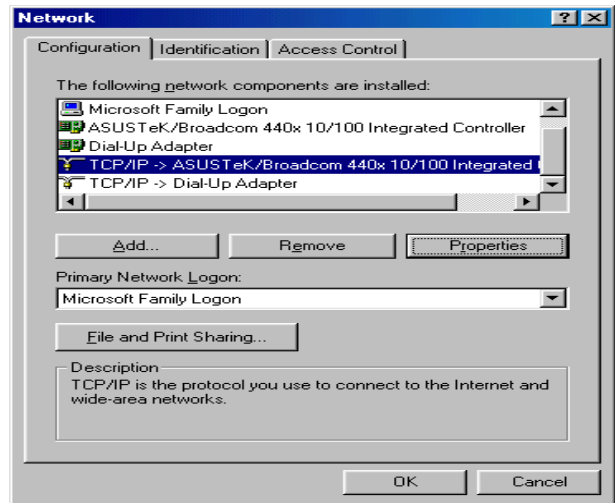 Network
Configuration Identification Access Control
The following network components are installed:
Microsoft Family Logon
ASUSTeK/Broadcom 440x 10/100 Integrated Controller
Dial-Up Adapter
TCP/IP -> ASUSTeK/Broadcom 440x 10/100 Integrated
TCP/IP -> Dial-Up Adapter
Add... Remove Properties
Primary Network Logon:
Microsoft Family Logon
File and Print Sharing...
Description
TCP/IP is the protocol you use to connect to the Internet and
wide-area networks.
OK Cancel